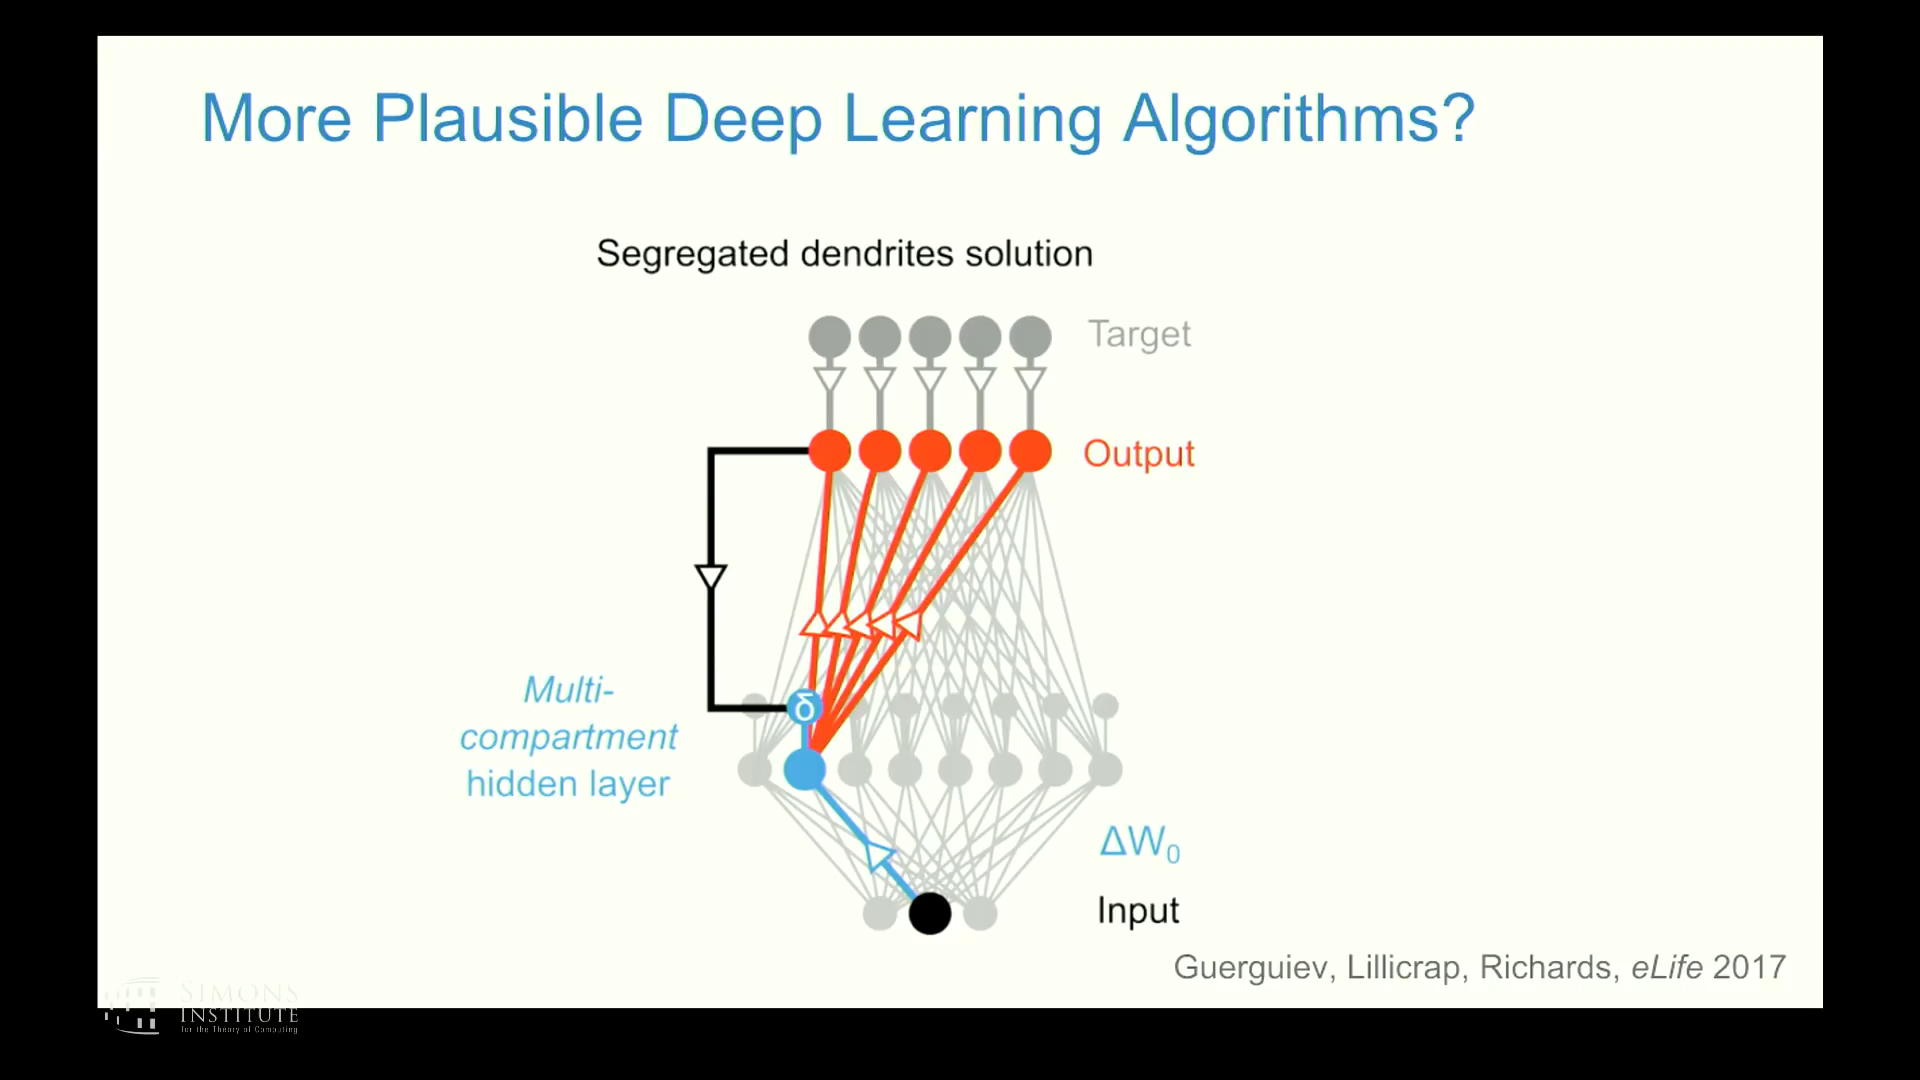 More Plausible Deep Learning Algorithms?
Segregated dendrites solution
Target
Output
δ
Multi-
compartment
hidden layer
ΔW₀
Input
Guerguiev, Lillicrap, Richards, eLife 2017
SIMONS
INSTITUTE
for the Theory of Computing